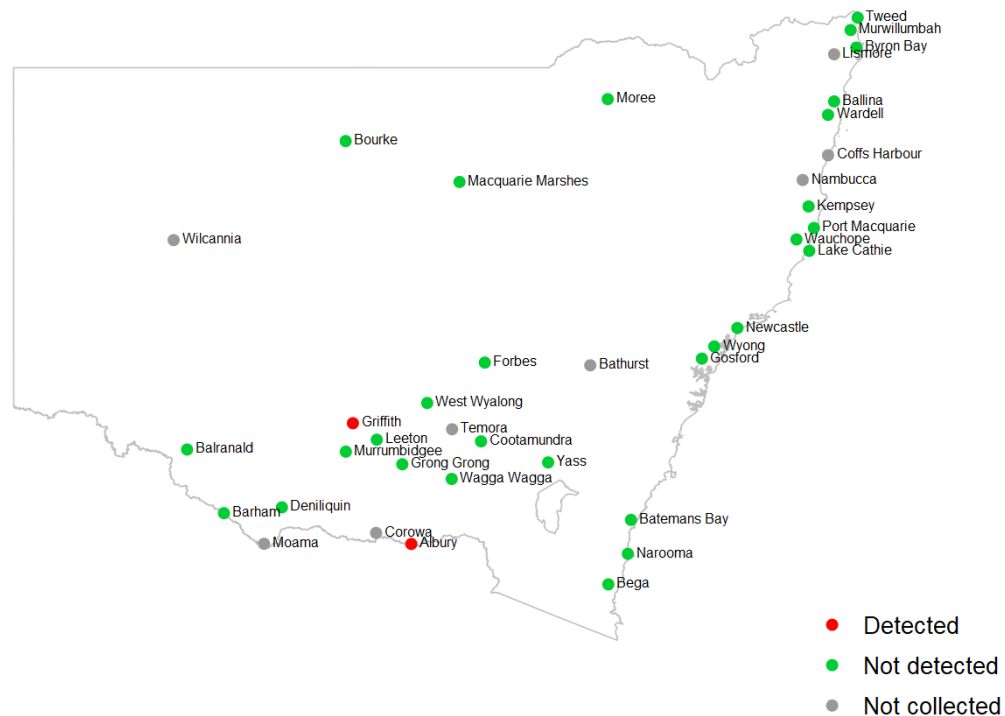 Tweed
Murwillumbah
Byron Bay
Lismore
Moree
Ballina
Wardell
Bourke
Coffs Harbour
Macquarie Marshes
Nambucca
Kempsey
Port Macquarie
Wilcannia
Wauchope
Lake Cathie
Newcastle
Wyong
Gosford
Forbes
Bathurst
West Wyalong
Griffith
Temora
Leeton
Cootamundra
Balranald
Murrumbidgee
Grong Grong
Yass
Wagga Wagga
Deniliquin
Barham
Batemans Bay
Corowa
Moama
Albury
Narooma
Bega
Detected
Not detected
Not collected